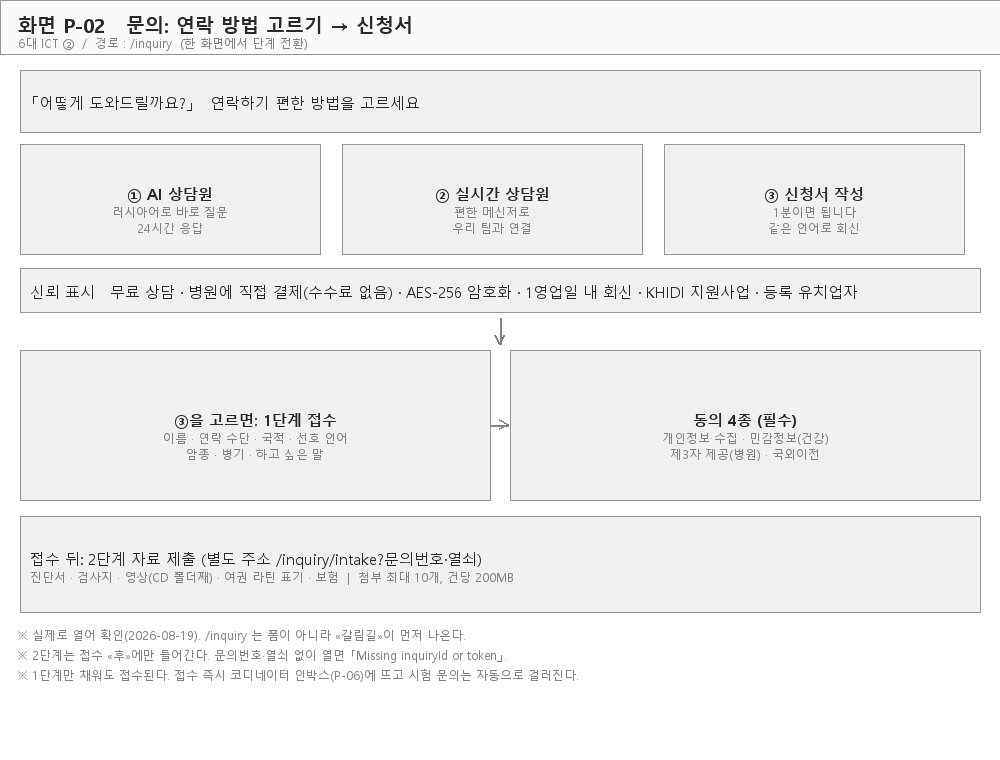 화면 P-02 문의: 연락 방법 고르기 → 신청서
6대 ICT ② / 경로 : /inquiry (한 화면에서 단계 전환)
「어떻게 도와드릴까요?」 연락하기 편한 방법을 고르세요
① AI 상담원
러시아어로 바로 질문
24시간 응답
② 실시간 상담원
편한 메신저로
우리 팀과 연결
③ 신청서 작성
1분이면 됩니다
같은 언어로 회신
신뢰 표시 무료 상담 · 병원에 직접 결제(수수료 없음) · AES-256 암호화 · 1영업일 내 회신 · KHIDI 지원사업 · 등록 유치업자
③을 고르면: 1단계 접수
이름 · 연락 수단 · 국적 · 선호 언어
암종 · 병기 · 하고 싶은 말
동의 4종 (필수)
개인정보 수집 · 민감정보(건강)
제3자 제공(병원) · 국외이전
접수 뒤: 2단계 자료 제출 (별도 주소 /inquiry/intake?문의번호·열쇠)
진단서 · 검사지 · 영상(CD 폴더째) · 여권 라틴 표기 · 보험 | 첨부 최대 10개, 건당 200MB
※ 실제로 열어 확인(2026-08-19). /inquiry 는 폼이 아니라 «갈림길»이 먼저 나온다.
※ 2단계는 접수 «후»에만 들어간다. 문의번호·열쇠 없이 열면 「Missing inquiryId or token」.
※ 1단계만 채워도 접수된다. 접수 즉시 코디네이터 인박스(P-06)에 뜨고 시험 문의는 자동으로 걸러진다.